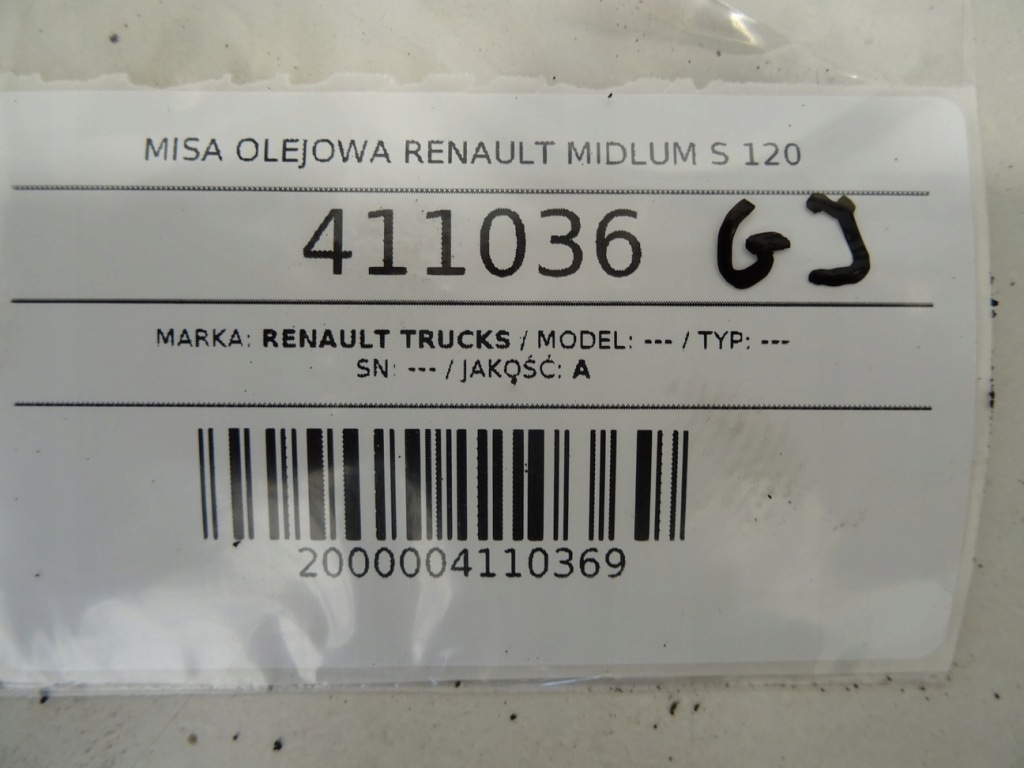 MISA OLEJOWA RENAULT MIDLUM S 120
411036 GJ
MARKA: RENAULT TRUCKS / MODEL: --- / TYP: ---
SN: --- / JAKOŚĆ: A
2000004110369